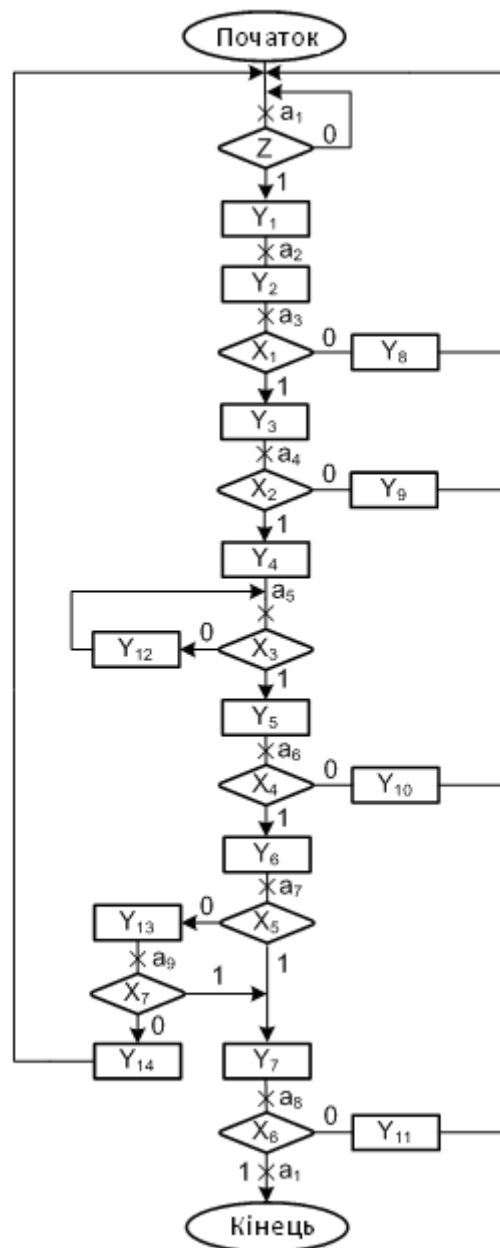 Початок
a₁
Z 0
1
Y₁
a₂
Y₂
a₃
X₁ 0 Y₈
1
Y₃
a₄
X₂ 0 Y₉
1
Y₄
a₅
Y₁₂ 0 X₃
1
Y₅
a₆
X₄ 0 Y₁₀
1
Y₆
a₇
Y₁₃ 0 X₅
a₉ 1
X₇ 1
0
Y₁₄ Y₇
a₈
X₆ 0 Y₁₁
1 a₁
Кінець